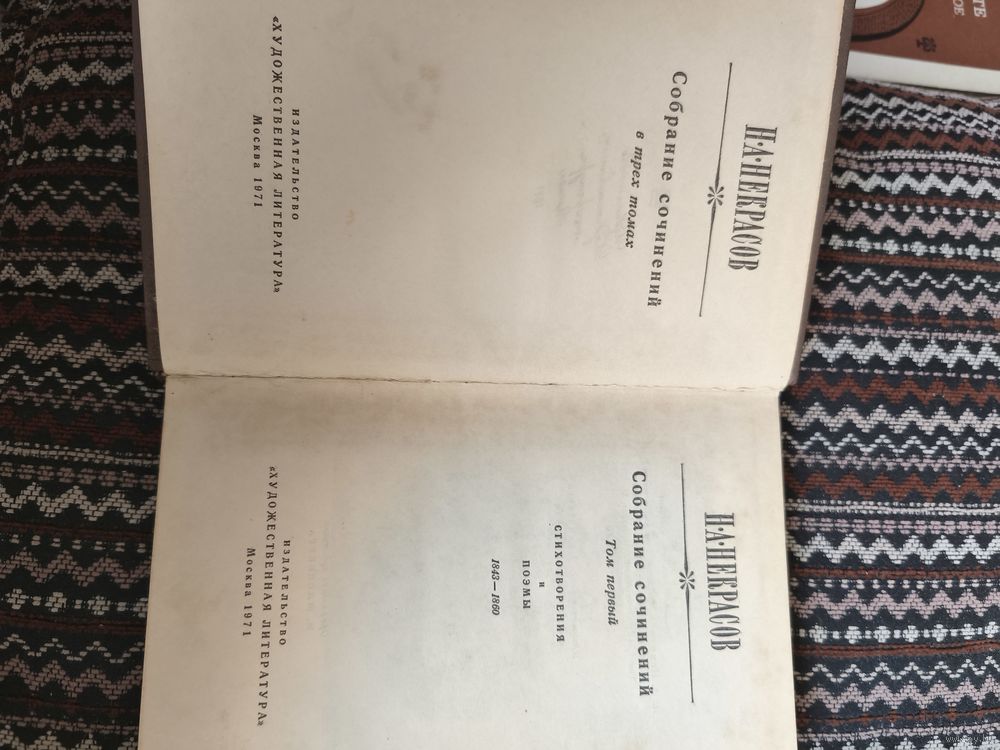 Н·А·НЕКРАСОВ
Собрание сочинений
в трех томах
ИЗДАТЕЛЬСТВО
«ХУДОЖЕСТВЕННАЯ ЛИТЕРАТУРА»
Москва 1971
Н·А·НЕКРАСОВ
Собрание сочинений
Том первый
СТИХОТВОРЕНИЯ
и
ПОЭМЫ
1843—1860
ИЗДАТЕЛЬСТВО
«ХУДОЖЕСТВЕННАЯ ЛИТЕРАТУРА»
Москва 1971